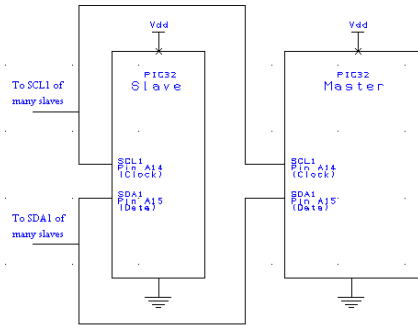 Vdd
Vdd
To SCL1 of
many slaves
PIC32
Slave
PIC32
Master
SCL1
Pin A14
(Clock)
SCL1
Pin A14
(Clock)
SDA1
Pin A15
(Data)
SDA1
Pin A15
(Data)
To SDA1 of
many slaves